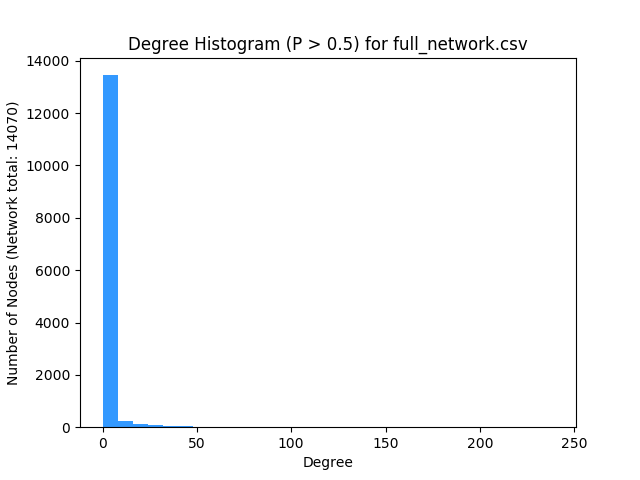 Degree Histogram (P > 0.5) for full_network.csv
Number of Nodes (Network total: 14070)
14000
12000
10000
8000
6000
4000
2000
0
0 50 100 150 200 250
Degree